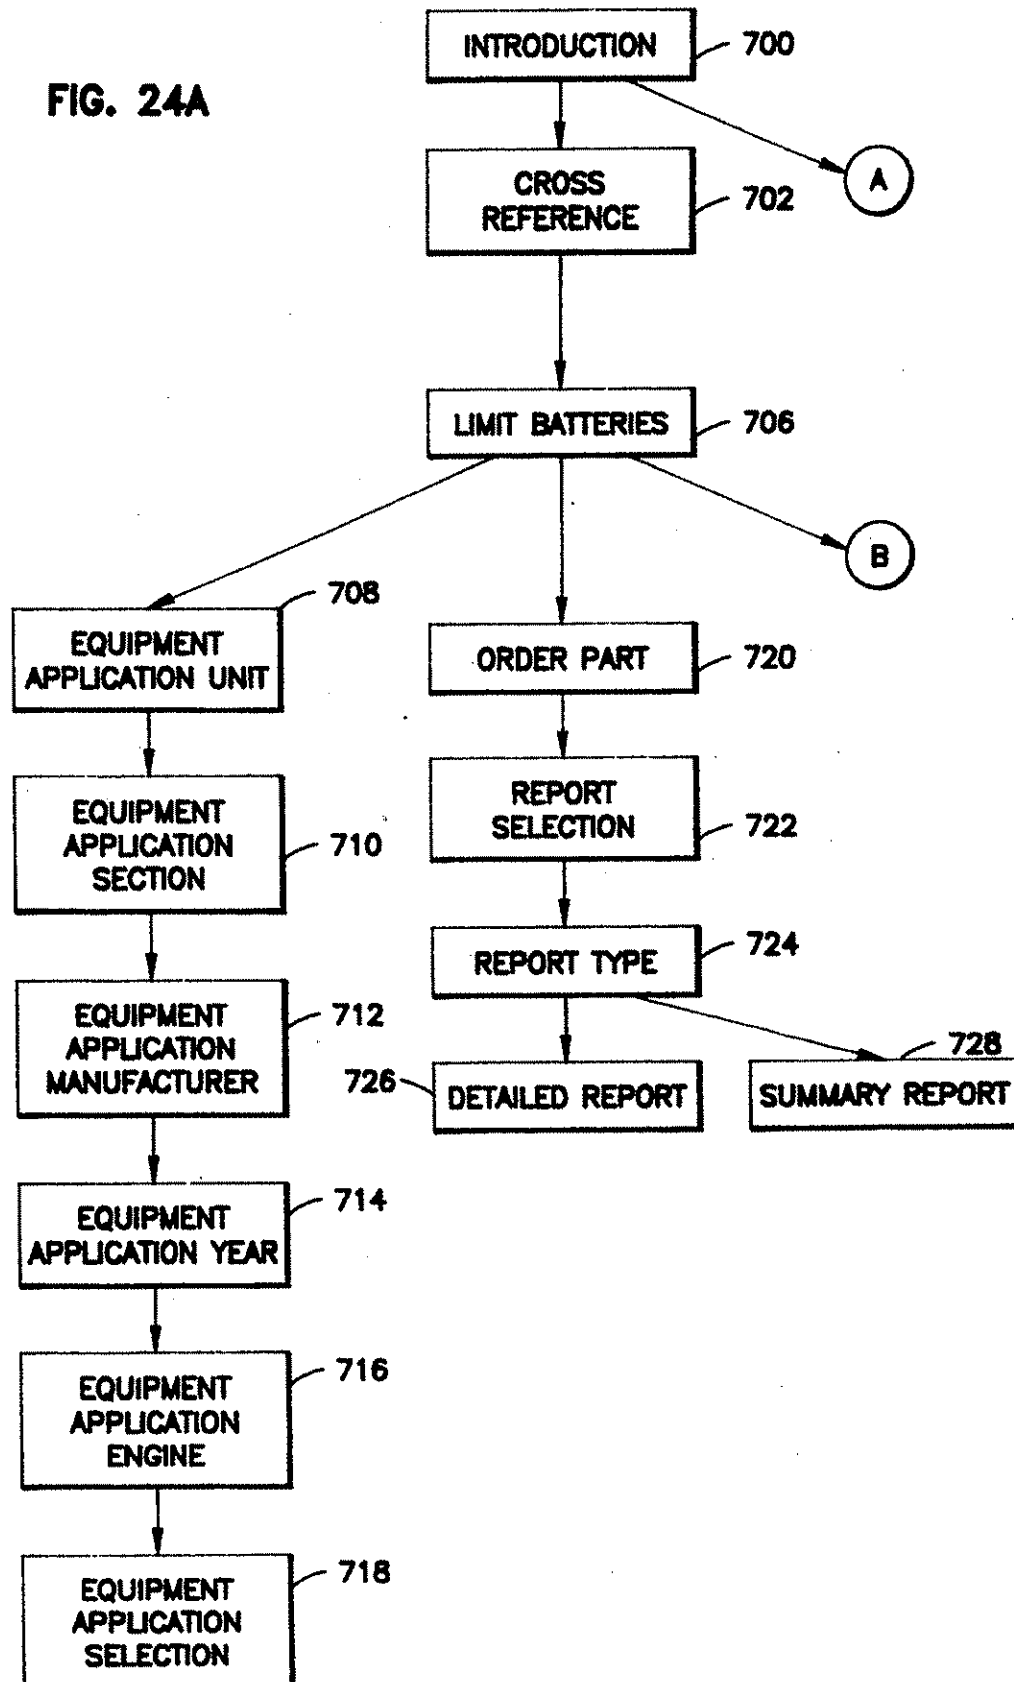 FIG. 24A
INTRODUCTION
700
A
CROSS
REFERENCE
702
LIMIT BATTERIES
706
B
708
EQUIPMENT
APPLICATION UNIT
ORDER PART
720
EQUIPMENT
APPLICATION
SECTION
710
REPORT
SELECTION
722
EQUIPMENT
APPLICATION
MANUFACTURER
712
REPORT TYPE
724
726
DETAILED REPORT
728
SUMMARY REPORT
EQUIPMENT
APPLICATION YEAR
714
EQUIPMENT
APPLICATION
ENGINE
716
EQUIPMENT
APPLICATION
SELECTION
718